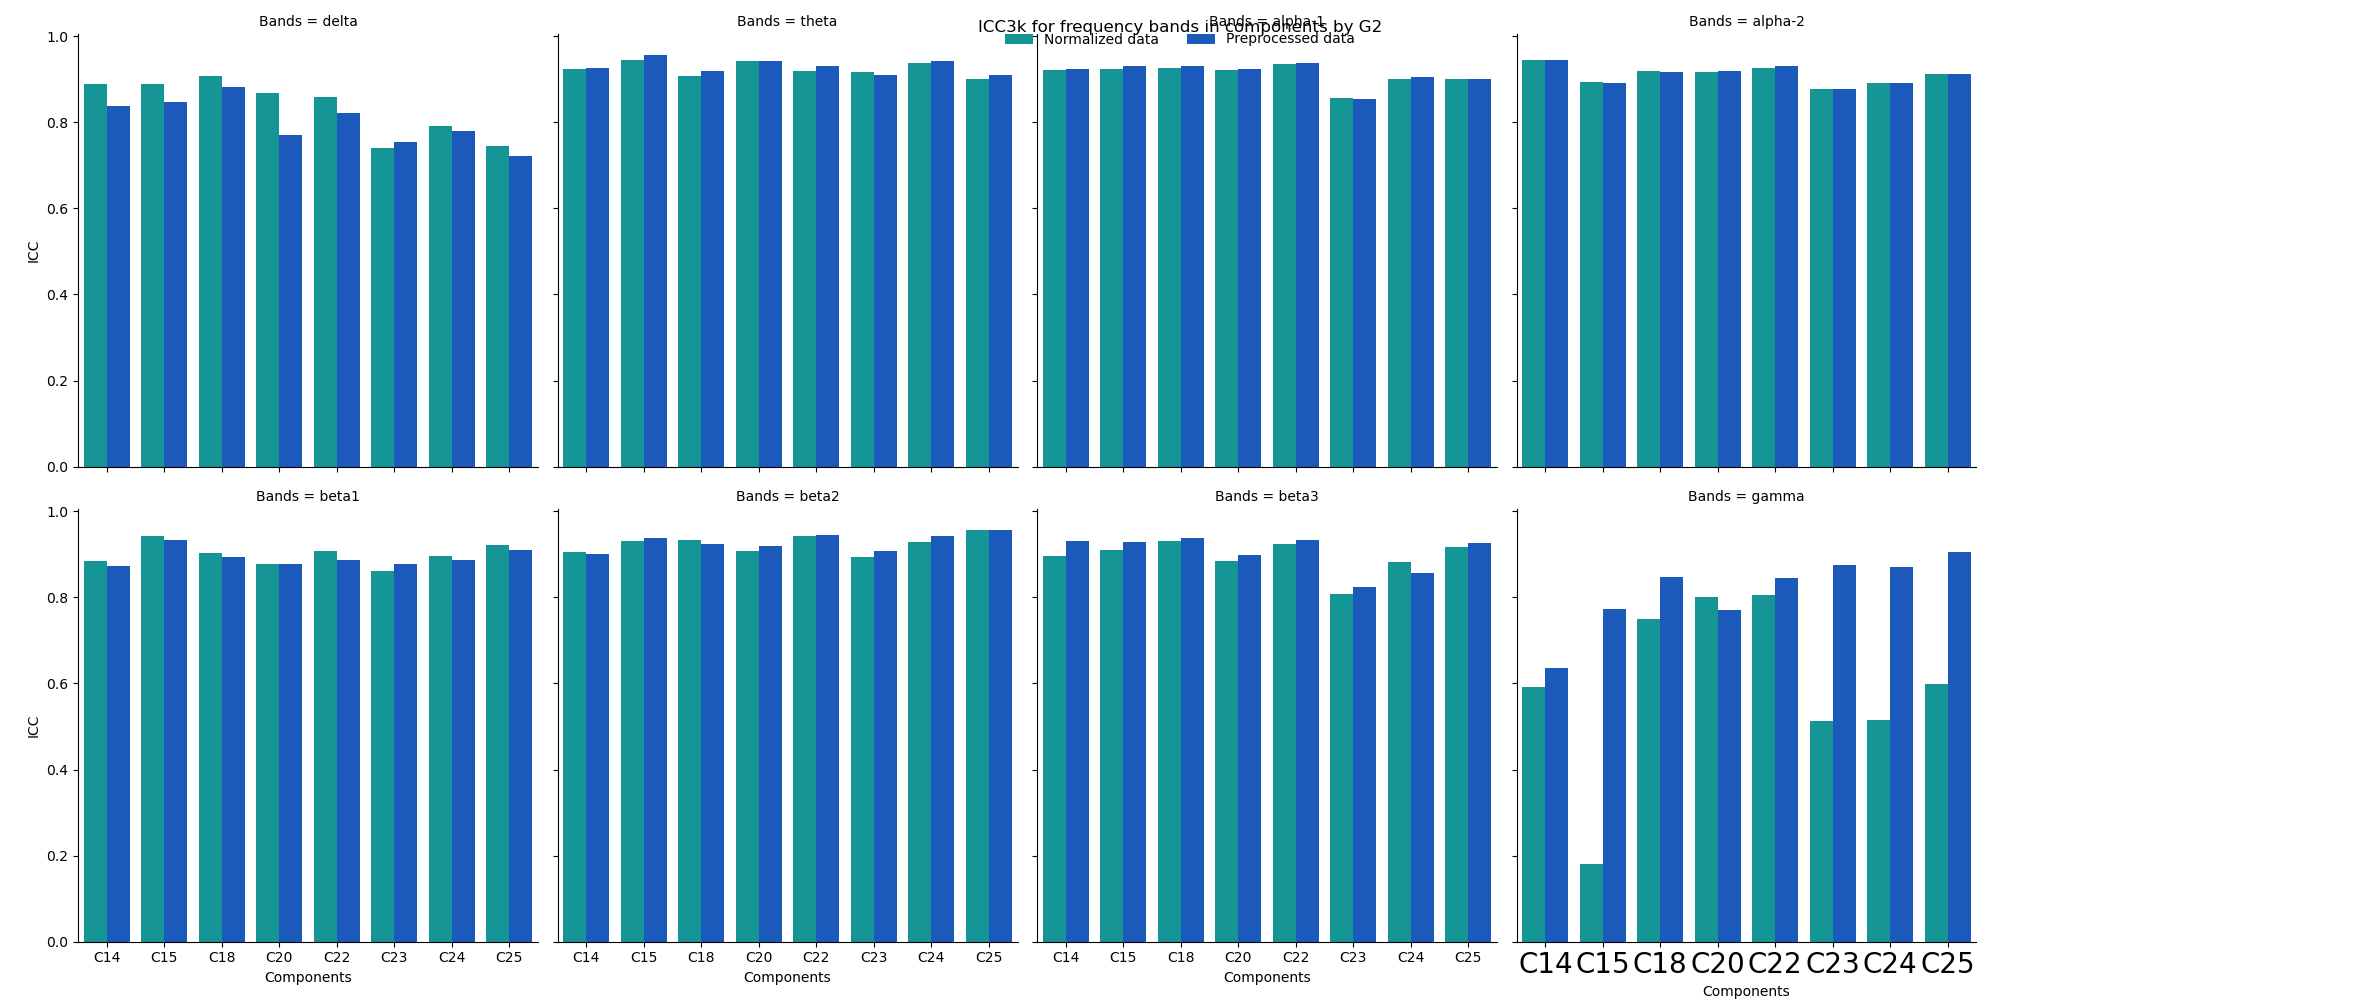 ICC3k for frequency bands in components by G2
Normalized data
Preprocessed data
Bands = delta
Bands = theta
Bands = alpha-1
Bands = alpha-2
1.0
0.8
0.6
0.4
0.2
0.0
ICC
Bands = beta1
Bands = beta2
Bands = beta3
Bands = gamma
1.0
0.8
0.6
0.4
0.2
0.0
ICC
C14 C15 C18 C20 C22 C23 C24 C25
Components
C14 C15 C18 C20 C22 C23 C24 C25
Components
C14 C15 C18 C20 C22 C23 C24 C25
Components
C14 C15 C18 C20 C22 C23 C24 C25
Components